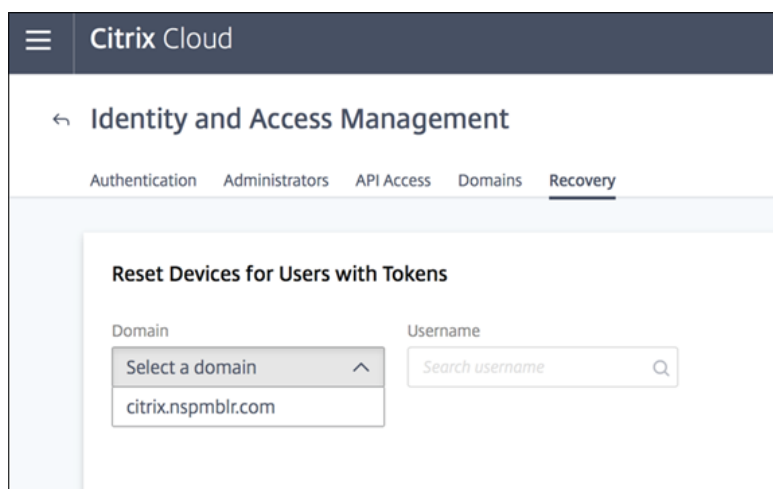 Citrix Cloud
Identity and Access Management
Authentication Administrators API Access Domains Recovery
Reset Devices for Users with Tokens
Domain Username
Select a domain Search username
citrix.nspmblr.com